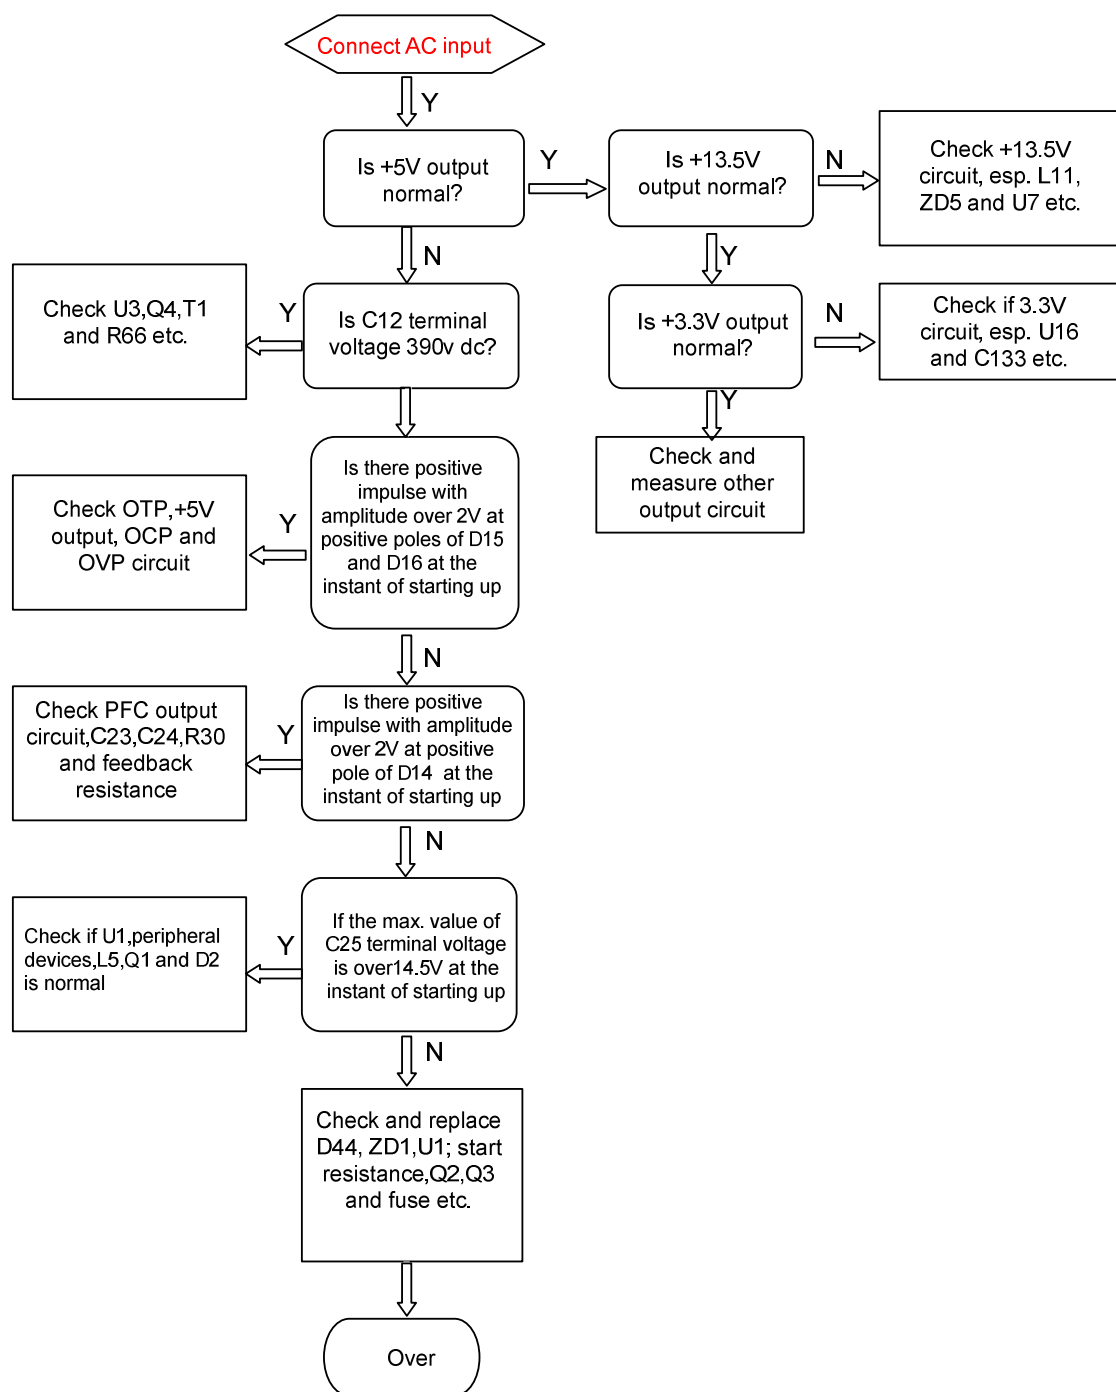 Connect AC input
Y
Is +5V output
normal?
Y
Is +13.5V
output normal?
N
Check +13.5V
circuit, esp. L11,
ZD5 and U7 etc.
N
Y
Check U3,Q4,T1
and R66 etc.
Y
Is C12 terminal
voltage 390v dc?
Is +3.3V output
normal?
N
Check if 3.3V
circuit, esp. U16
and C133 etc.
Y
Check and
measure other
output circuit
Check OTP,+5V
output, OCP and
OVP circuit
Y
Is there positive
impulse with
amplitude over 2V at
positive poles of D15
and D16 at the
instant of starting up
N
Check PFC output
circuit,C23,C24,R30
and feedback
resistance
Y
Is there positive
impulse with amplitude
over 2V at positive
pole of D14 at the
instant of starting up
N
Check if U1,peripheral
devices,L5,Q1 and D2
is normal
Y
If the max. value of
C25 terminal voltage
is over14.5V at the
instant of starting up
N
Check and replace
D44, ZD1,U1; start
resistance,Q2,Q3
and fuse etc.
Over